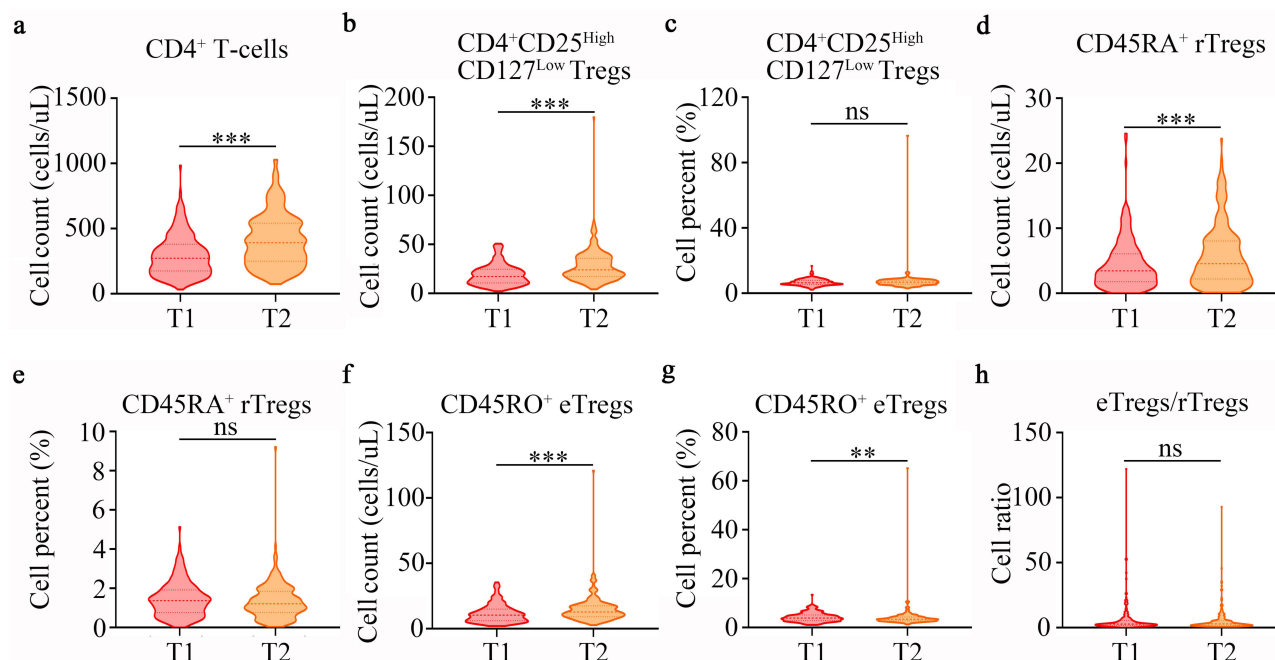 a
CD4⁺ T-cells
Cell count (cells/uL)
1500
1000
500
0
***
T1 T2
b
CD4⁺CD25ᴴⁱᵍʰ
CD127ᴸᵒʷ Tregs
Cell count (cells/uL)
200
150
100
50
0
***
T1 T2
c
CD4⁺CD25ᴴⁱᵍʰ
CD127ᴸᵒʷ Tregs
Cell percent (%)
120
80
40
0
ns
T1 T2
d
CD45RA⁺ rTregs
Cell count (cells/uL)
30
20
10
0
***
T1 T2
e
CD45RA⁺ rTregs
Cell percent (%)
10
8
6
4
2
0
ns
T1 T2
f
CD45RO⁺ eTregs
Cell count (cells/uL)
150
100
50
0
***
T1 T2
g
CD45RO⁺ eTregs
Cell percent (%)
80
60
40
20
0
**
T1 T2
h
eTregs/rTregs
Cell ratio
150
100
50
0
ns
T1 T2